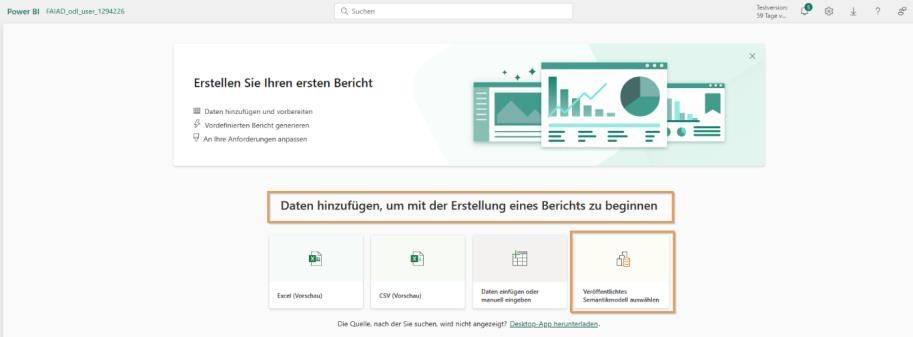 Power BI FAIAD_odl_user_1294226
Suchen
Testversion:
59 Tage v...
Erstellen Sie Ihren ersten Bericht
Daten hinzufügen und vorbereiten
Vordefinierten Bericht generieren
An Ihre Anforderungen anpassen
Daten hinzufügen, um mit der Erstellung eines Berichts zu beginnen
Excel (Vorschau)
CSV (Vorschau)
Daten einfügen oder
manuell eingeben
Veröffentlichtes
Semantikmodell auswählen
Die Quelle, nach der Sie suchen, wird nicht angezeigt? Desktop-App herunterladen.